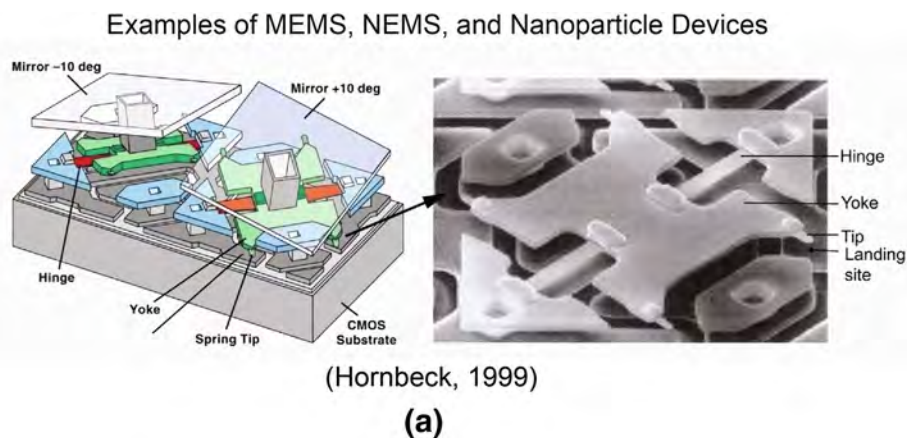 Examples of MEMS, NEMS, and Nanoparticle Devices
Mirror –10 deg
Mirror +10 deg
Hinge
Yoke
Spring Tip
CMOS
Substrate
Hinge
Yoke
Tip
Landing
site
(Hornbeck, 1999)
(a)